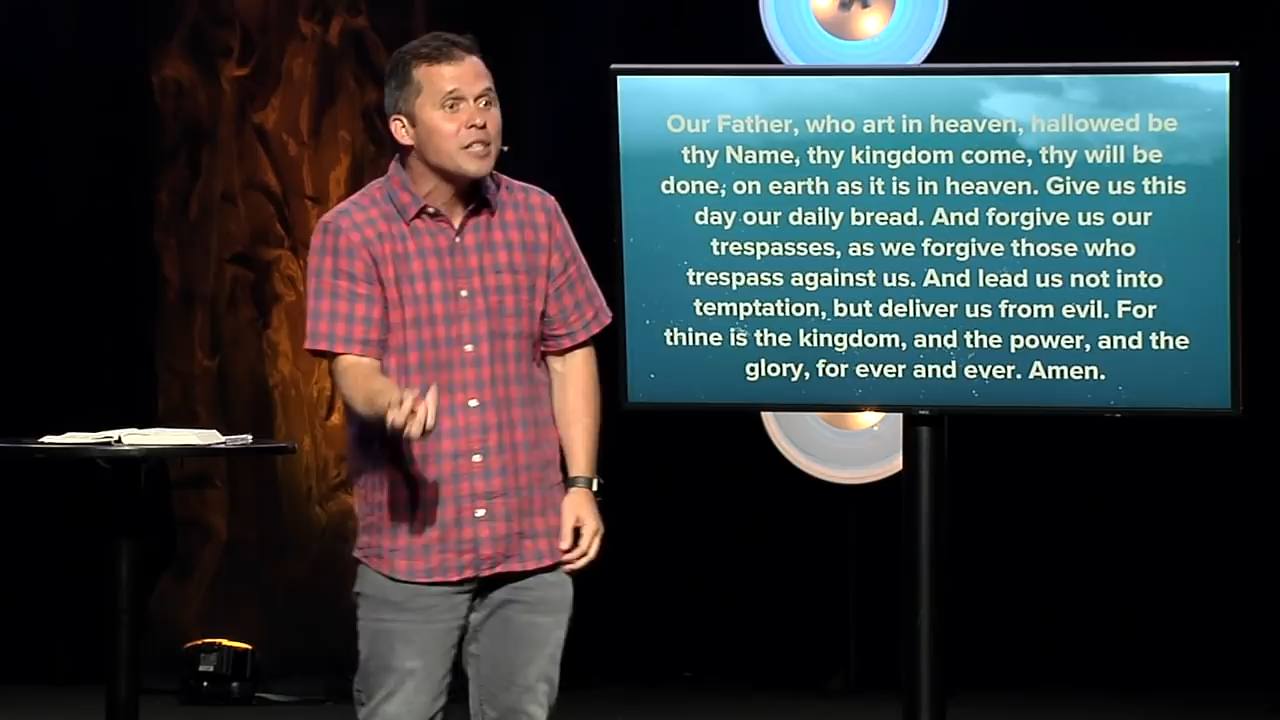 Our Father, who art in heaven, hallowed be
thy Name, thy kingdom come, thy will be
done, on earth as it is in heaven. Give us this
day our daily bread. And forgive us our
trespasses, as we forgive those who
trespass against us. And lead us not into
temptation, but deliver us from evil. For
thine is the kingdom, and the power, and the
glory, for ever and ever. Amen.